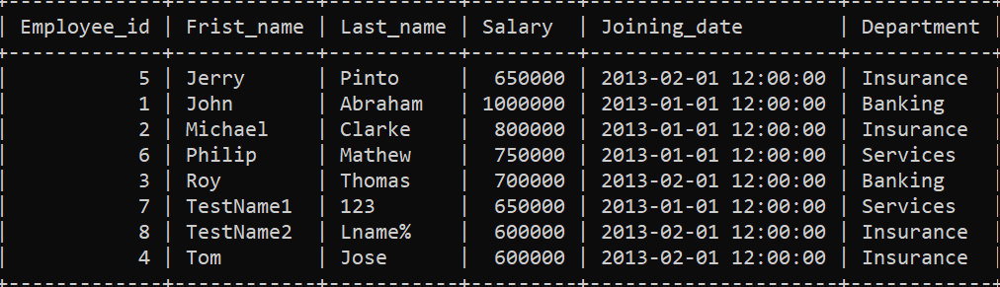 | Employee_id | Frist_name | Last_name | Salary | Joining_date | Department |
| 5 | Jerry | Pinto | 650000 | 2013-02-01 12:00:00 | Insurance |
| 1 | John | Abraham | 1000000 | 2013-01-01 12:00:00 | Banking |
| 2 | Michael | Clarke | 800000 | 2013-01-01 12:00:00 | Insurance |
| 6 | Philip | Mathew | 750000 | 2013-01-01 12:00:00 | Services |
| 3 | Roy | Thomas | 700000 | 2013-02-01 12:00:00 | Banking |
| 7 | TestName1 | 123 | 650000 | 2013-01-01 12:00:00 | Services |
| 8 | TestName2 | Lname% | 600000 | 2013-02-01 12:00:00 | Insurance |
| 4 | Tom | Jose | 600000 | 2013-02-01 12:00:00 | Insurance |